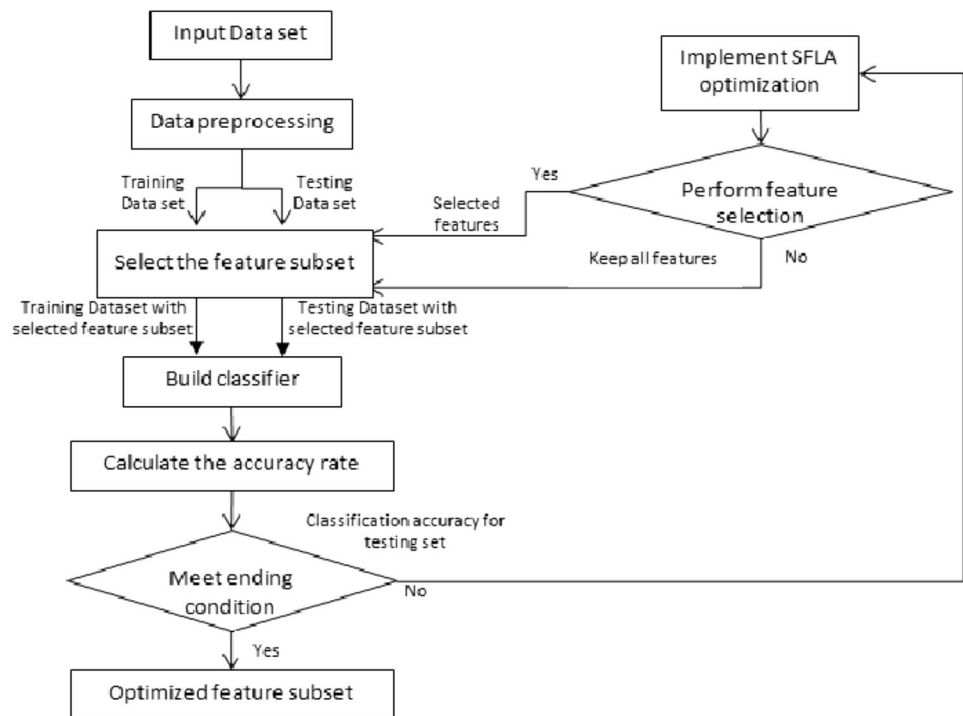 Input Data set
Implement SFLA
optimization
Data preprocessing
Training
Data set
Testing
Data set
Yes
Perform feature
selection
Selected
features
Select the feature subset
Keep all features
No
Training Dataset with
selected feature subset
Testing Dataset with
selected feature subset
Build classifier
Calculate the accuracy rate
Classification accuracy for
testing set
Meet ending
condition
No
Yes
Optimized feature subset